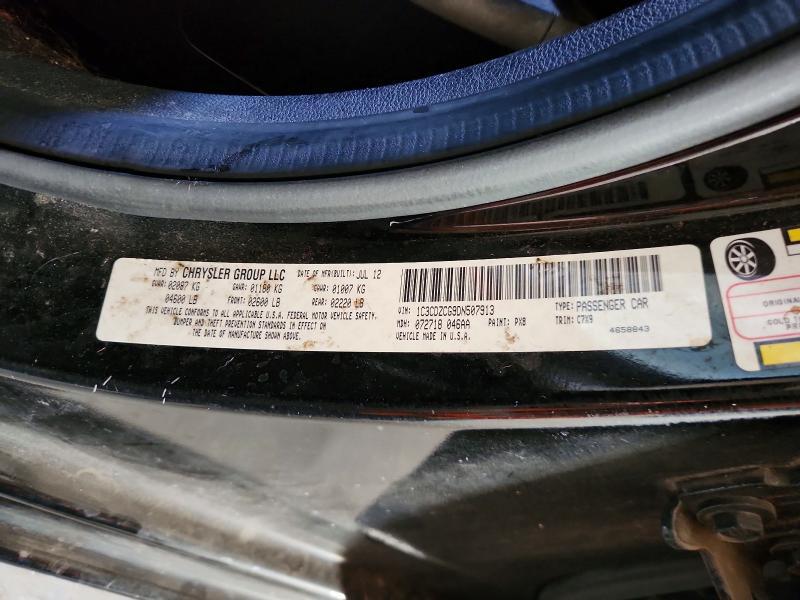 MFD BY CHRYSLER GROUP LLC DATE OF MFR(BUILT): JUL 12
GVWR: 02087 KG GAWR: 01180 KG GAWR: 01007 KG
04600 LB FRONT: 02600 LB REAR: 02220 LB
THIS VEHICLE CONFORMS TO ALL APPLICABLE U.S.A. FEDERAL MOTOR VEHICLE SAFETY,
BUMPER AND THEFT PREVENTION STANDARDS IN EFFECT ON
THE DATE OF MANUFACTURE SHOWN ABOVE.
VIN: 1C3CDZCG9DN507913 TYPE: PASSENGER CAR
MDH: 072718 046AA PAINT: PX8 TRIM: C7X9
VEHICLE MADE IN U.S.A. 4658843
ORIGINAL
COLD